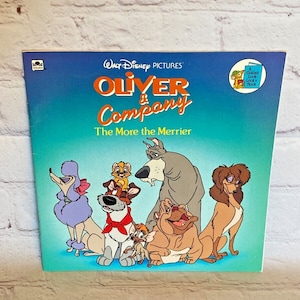 Walt Disney PICTURES'
OLIVER
&
Company
The More the Merrier